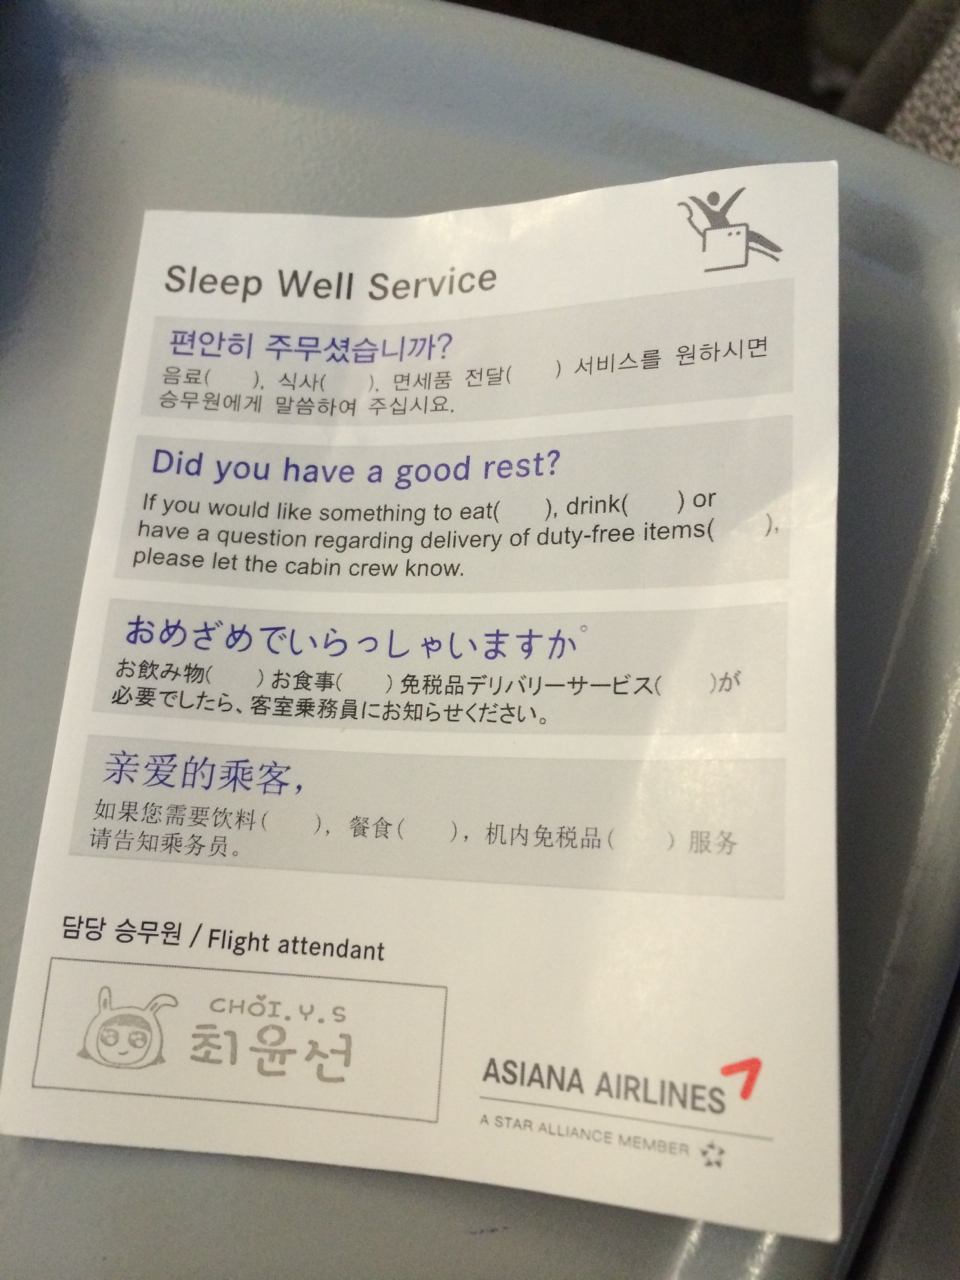 Sleep Well Service
편안히 주무셨습니까?
음료( ), 식사( ), 면세품 전달( ) 서비스를 원하시면
승무원에게 말씀하여 주십시요.
Did you have a good rest?
If you would like something to eat( ), drink( ) or
have a question regarding delivery of duty-free items( ),
please let the cabin crew know.
おめざめでいらっしゃいますか。
お飲み物( )お食事( )免税品デリバリーサービス( )が
必要でしたら、客室乗務員にお知らせください。
亲爱的乘客，
如果您需要饮料( )，餐食( )，机内免税品( )服务
请告知乘务员。
담당 승무원 / Flight attendant
CHOI.Y.S
최윤선
ASIANA AIRLINES
A STAR ALLIANCE MEMBER